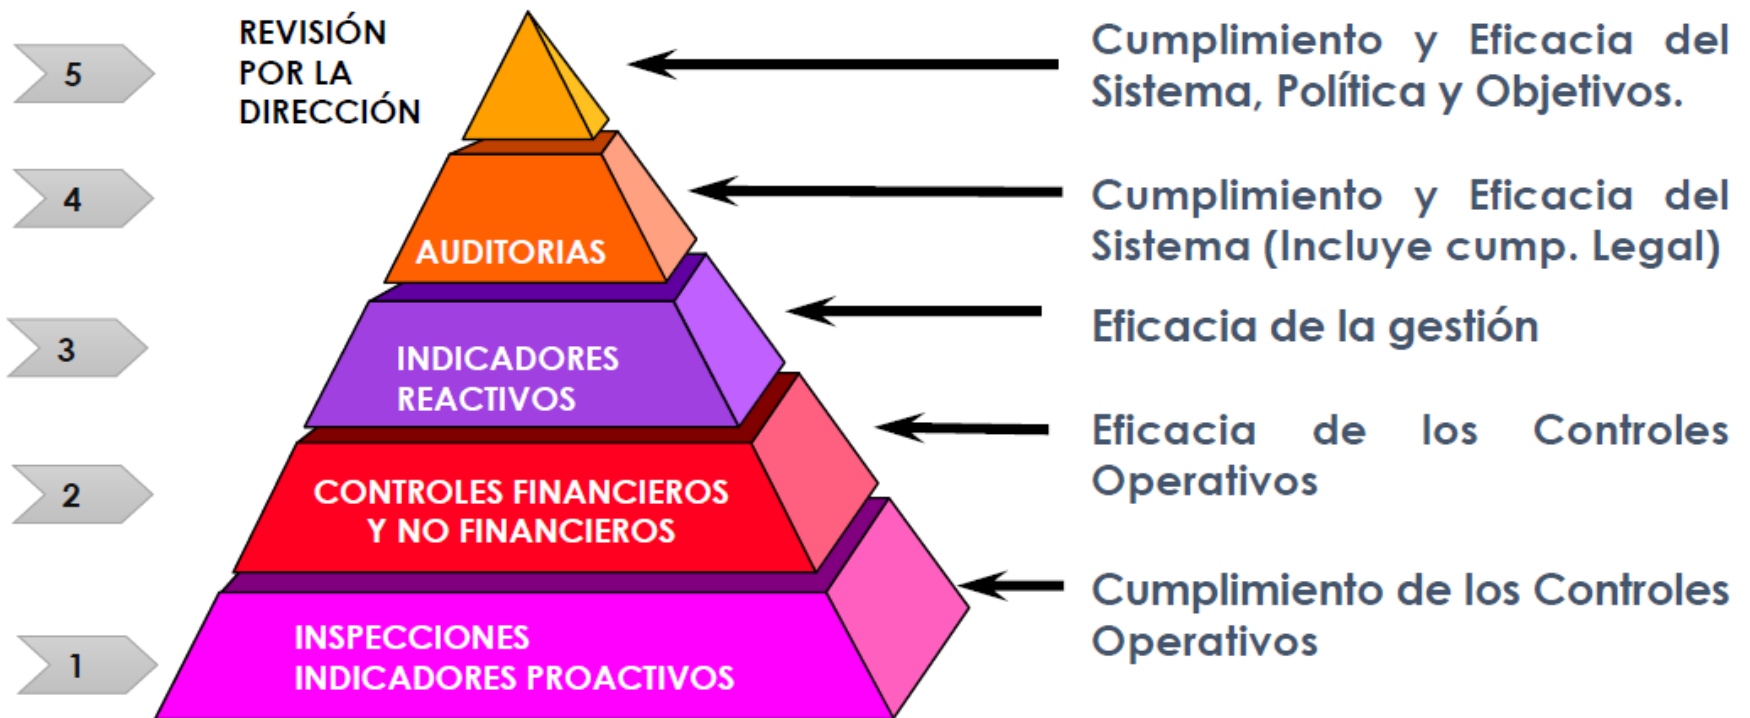 5
REVISIÓN
POR LA
DIRECCIÓN
Cumplimiento y Eficacia del
Sistema, Política y Objetivos.
4
AUDITORIAS
Cumplimiento y Eficacia del
Sistema (Incluye cump. Legal)
3
INDICADORES
REACTIVOS
Eficacia de la gestión
2
CONTROLES FINANCIEROS
Y NO FINANCIEROS
Eficacia de los Controles
Operativos
1
INSPECCIONES
INDICADORES PROACTIVOS
Cumplimiento de los Controles
Operativos